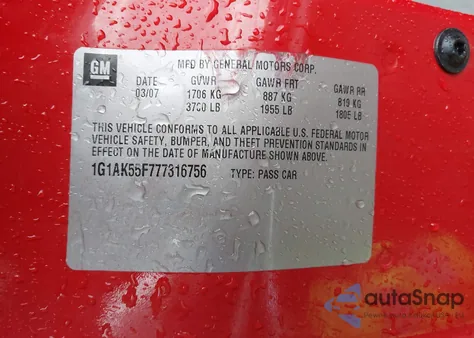 GM
MFD BY GENERAL MOTORS CORP.
DATE GVWR GAWR FRT GAWR RR
03/07 1706 KG 887 KG 819 KG
3760 LB 1955 LB 1805 LB
THIS VEHICLE CONFORMS TO ALL APPLICABLE U.S. FEDERAL MOTOR
VEHICLE SAFETY, BUMPER, AND THEFT PREVENTION STANDARDS IN
EFFECT ON THE DATE OF MANUFACTURE SHOWN ABOVE.
1G1AK55F777316756 TYPE: PASS CAR
autoSnap